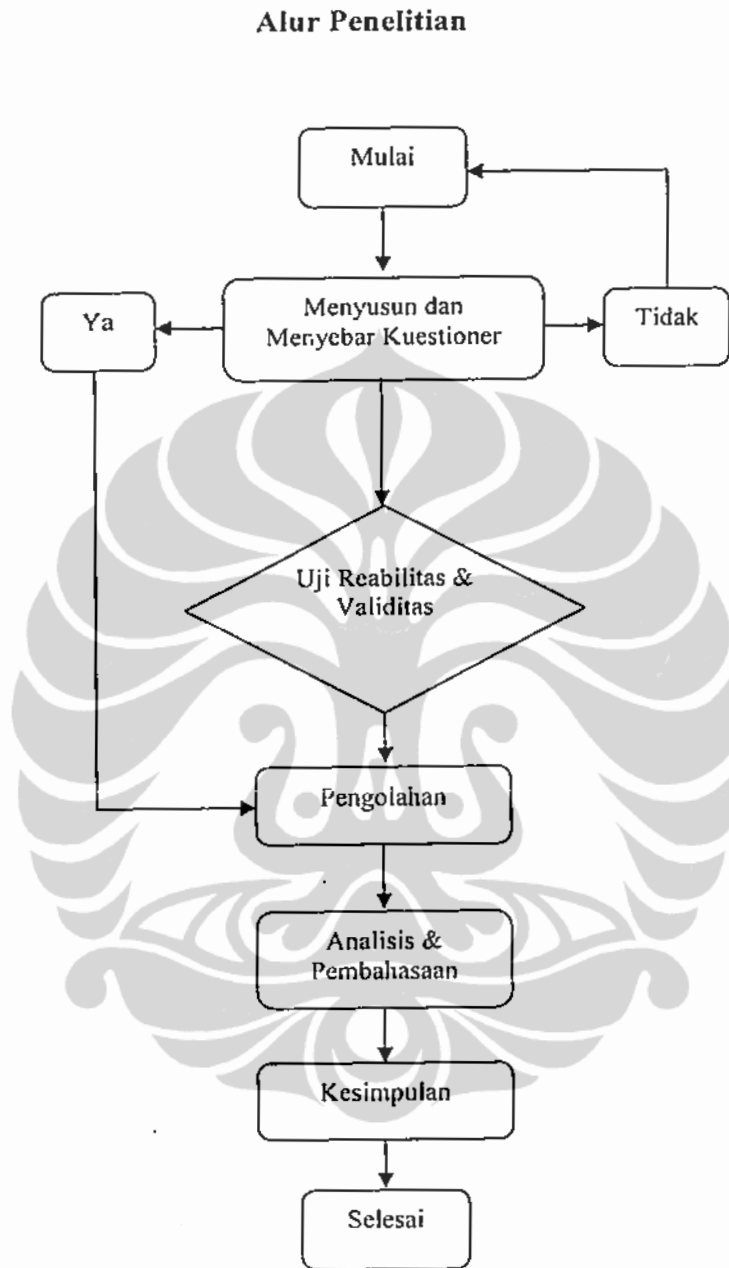 Alur Penelitian
Mulai
Ya
Menyusun dan
Menyebar Kuestioner
Tidak
Uji Reabilitas &
Validitas
Pengolahan
Analisis &
Pembahasaan
Kesimpulan
Selesai